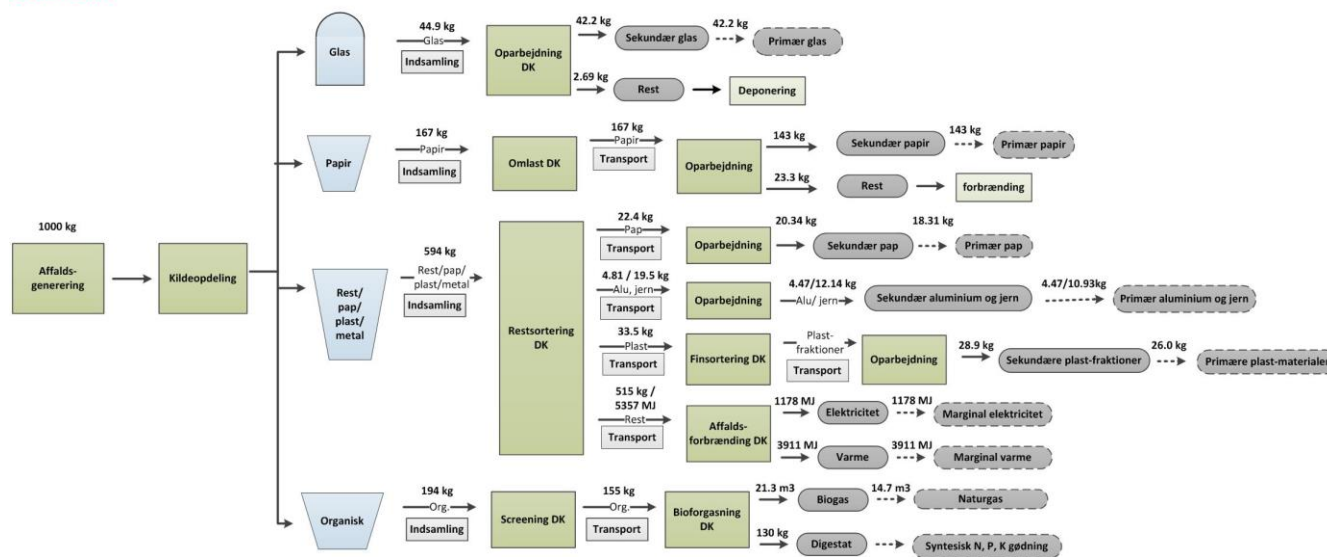 Glas
44.9 kg
Glas
Indsamling
Oparbejdning
DK
42.2 kg
Sekundær glas
42.2 kg
Primær glas
2.69 kg
Rest
Deponering
Papir
167 kg
Papir
Indsamling
Omlast DK
167 kg
Papir
Transport
Oparbejdning
143 kg
Sekundær papir
143 kg
Primær papir
23.3 kg
Rest
forbrænding
1000 kg
Affalds-
generering
Kildeopdeling
Rest/
pap/
plast/
metal
594 kg
Rest/pap/
plast/metal
Indsamling
Restsortering
DK
22.4 kg
Pap
Transport
Oparbejdning
20.34 kg
Sekundær pap
18.31 kg
Primær pap
4.81 / 19.5 kg
Alu, jern
Transport
Oparbejdning
4.47/12.14 kg
Alu/ jern
Sekundær aluminium og jern
4.47/10.93kg
Primær aluminium og jern
33.5 kg
Plast
Transport
Finsortering DK
Plast-
fraktioner
Transport
Oparbejdning
28.9 kg
Sekundære plast-fraktioner
26.0 kg
Primære plast-materialer
515 kg /
5357 MJ
Rest
Transport
Affalds-
forbrænding DK
1178 MJ
Elektricitet
1178 MJ
Marginal elektricitet
3911 MJ
Varme
3911 MJ
Marginal varme
Organisk
194 kg
Org.
Indsamling
Screening DK
155 kg
Org.
Transport
Bioforgasning
DK
21.3 m3
Biogas
14.7 m3
Naturgas
130 kg
Digestat
Syntesisk N, P, K gødning